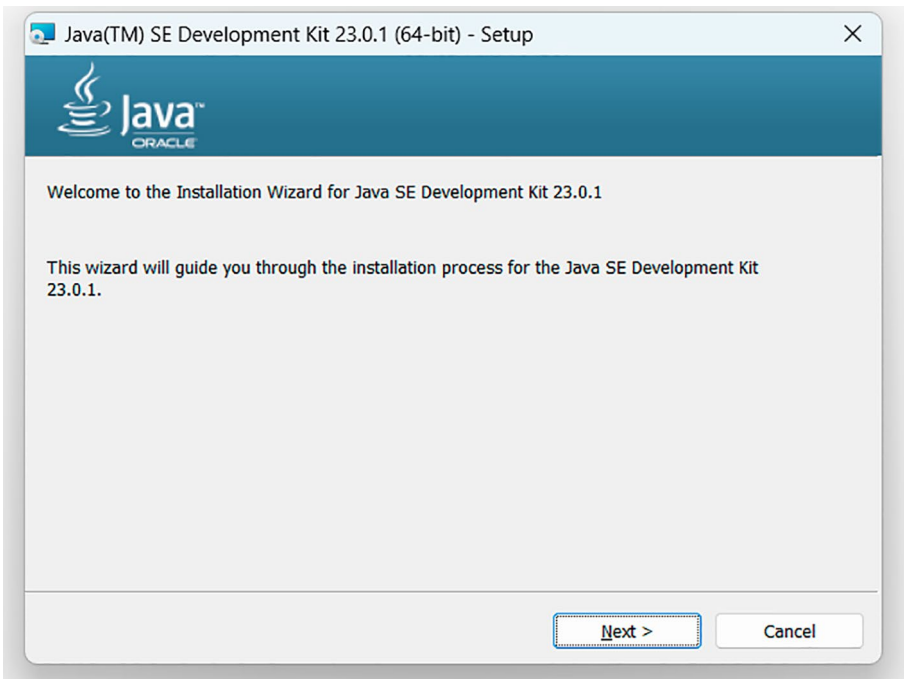 Java(TM) SE Development Kit 23.0.1 (64-bit) - Setup
Java™
ORACLE
Welcome to the Installation Wizard for Java SE Development Kit 23.0.1
This wizard will guide you through the installation process for the Java SE Development Kit
23.0.1.
Next >
Cancel